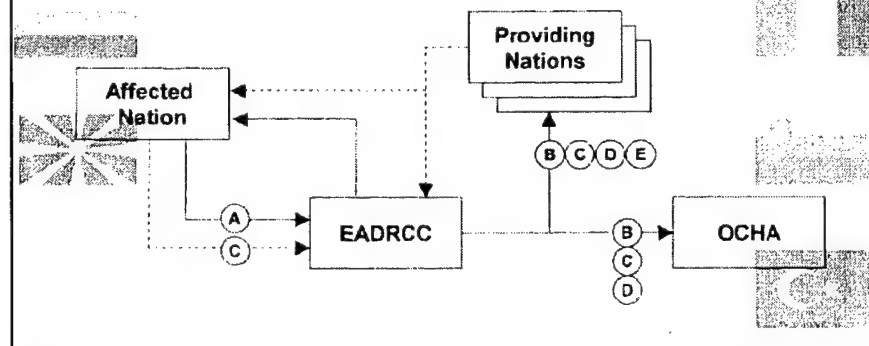 Providing
Nations
Affected
Nation
B C D E
A
C
EADRCC
B
C
D
OCHA